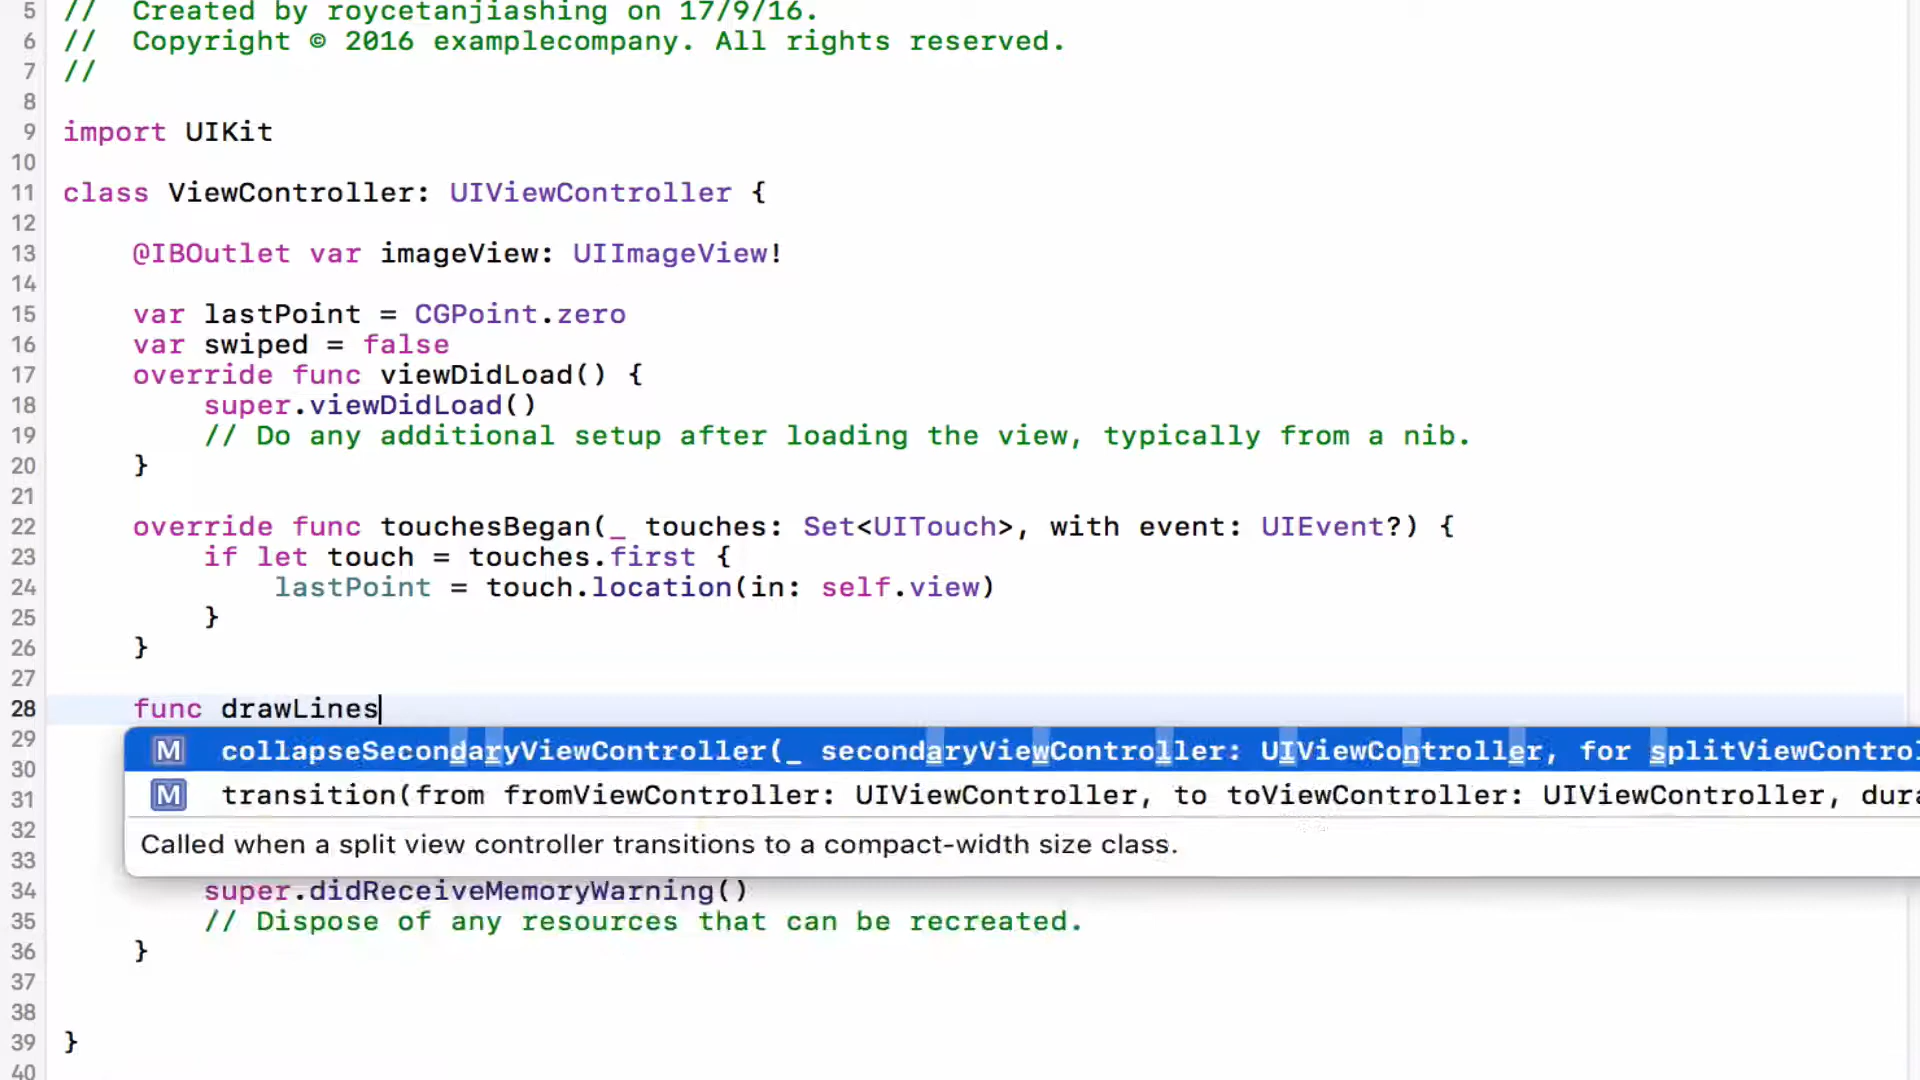 5 // Created by roycetanjiashing on 17/9/16.
6 // Copyright © 2016 examplecompany. All rights reserved.
7 //
8
9 import UIKit
10
11 class ViewController: UIViewController {
12
13 @IBOutlet var imageView: UIImageView!
14
15 var lastPoint = CGPoint.zero
16 var swiped = false
17 override func viewDidLoad() {
18 super.viewDidLoad()
19 // Do any additional setup after loading the view, typically from a nib.
20 }
21
22 override func touchesBegan(_ touches: Set<UITouch>, with event: UIEvent?) {
23 if let touch = touches.first {
24 lastPoint = touch.location(in: self.view)
25 }
26 }
27
28 func drawLines
29 M collapseSecondaryViewController(_ secondaryViewController: UIViewController, for splitViewControl
30
31 M transition(from fromViewController: UIViewController, to toViewController: UIViewController, dura
32 Called when a split view controller transitions to a compact-width size class.
33
34 super.didReceiveMemoryWarning()
35 // Dispose of any resources that can be recreated.
36 }
37
38
39 }
40